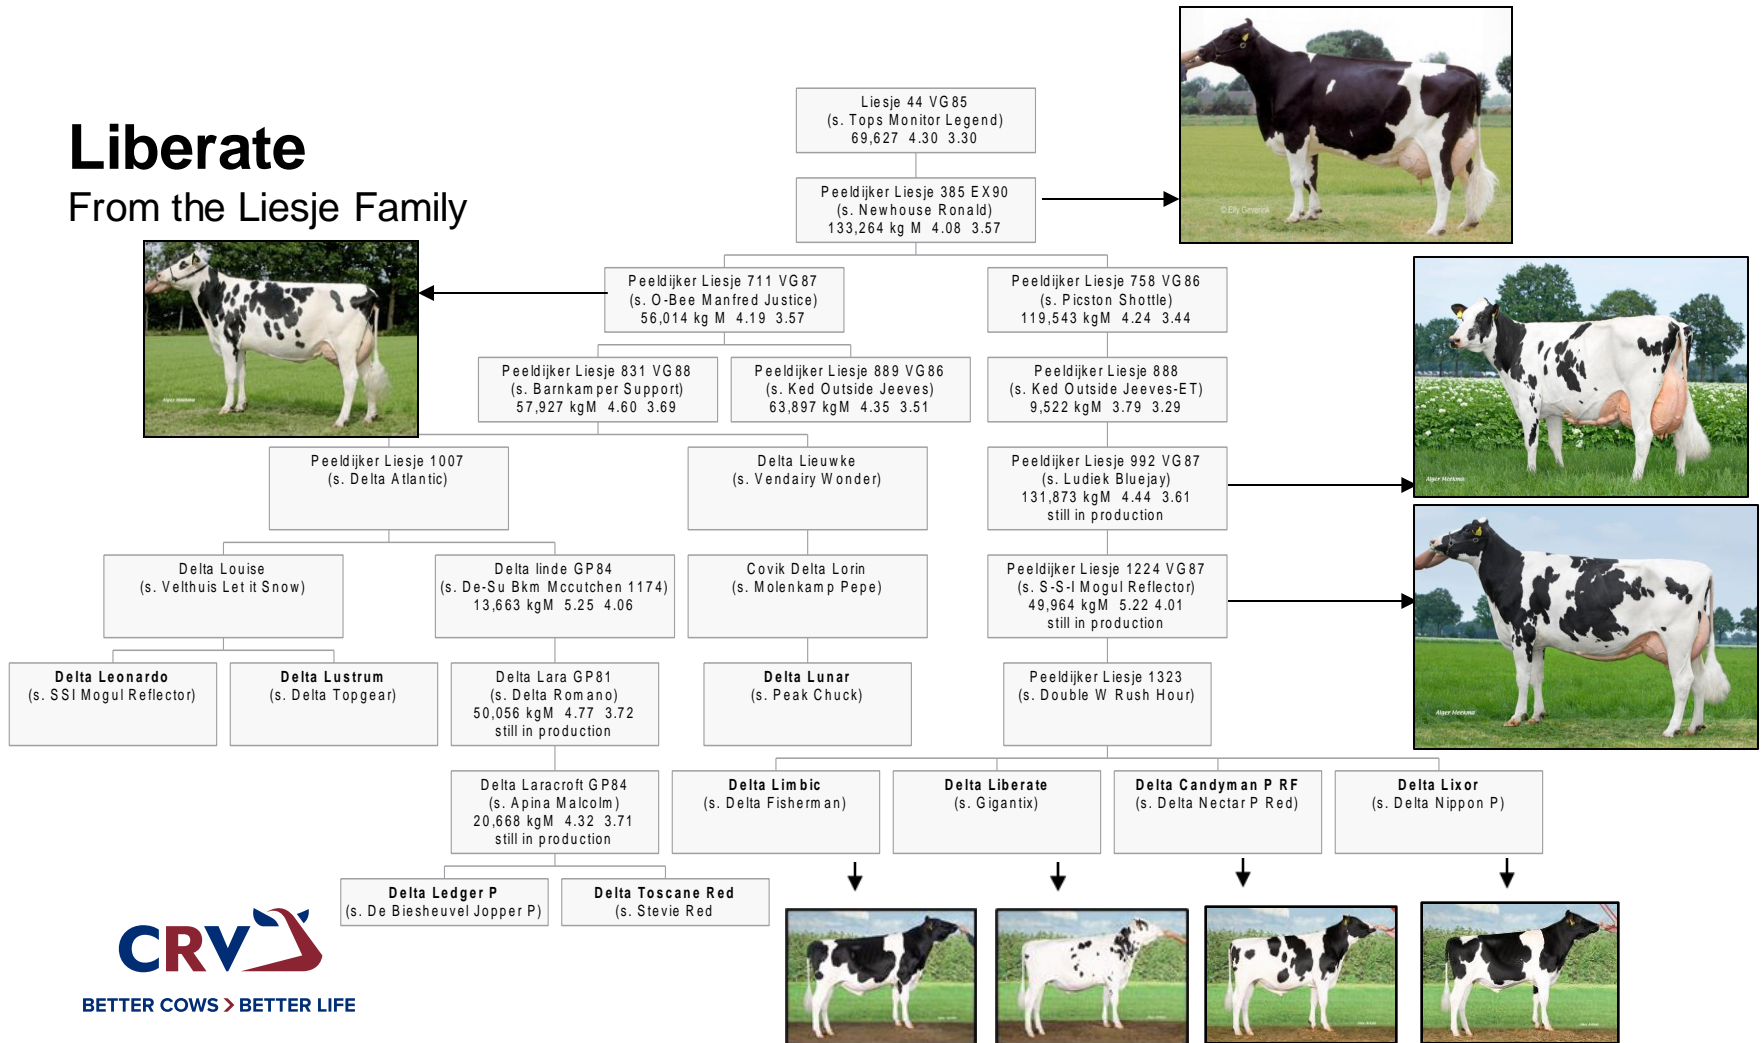 Liberate
From the Liesje Family
Liesje 44 VG85
(s. Tops Monitor Legend)
69,627 4.30 3.30
Peeldijker Liesje 385 EX90
(s. Newhouse Ronald)
133,264 kg M 4.08 3.57
© Elly Geverink
Peeldijker Liesje 711 VG87
(s. O-Bee Manfred Justice)
56,014 kg M 4.19 3.57
Peeldijker Liesje 758 VG86
(s. Picston Shottle)
119,543 kgM 4.24 3.44
Alger Meekma
Peeldijker Liesje 831 VG88
(s. Barnkamper Support)
57,927 kgM 4.60 3.69
Peeldijker Liesje 889 VG86
(s. Ked Outside Jeeves)
63,897 kgM 4.35 3.51
Peeldijker Liesje 888
(s. Ked Outside Jeeves-ET)
9,522 kgM 3.79 3.29
Peeldijker Liesje 1007
(s. Delta Atlantic)
Delta Lieuwke
(s. Vendairy Wonder)
Peeldijker Liesje 992 VG87
(s. Ludiek Bluejay)
131,873 kgM 4.44 3.61
still in production
Alger Meekma
Delta Louise
(s. Velthuis Let it Snow)
Delta linde GP84
(s. De-Su Bkm Mccutchen 1174)
13,663 kgM 5.25 4.06
Covik Delta Lorin
(s. Molenkamp Pepe)
Peeldijker Liesje 1224 VG87
(s. S-S-I Mogul Reflector)
49,964 kgM 5.22 4.01
still in production
Alger Meekma
Delta Leonardo
(s. SSI Mogul Reflector)
Delta Lustrum
(s. Delta Topgear)
Delta Lara GP81
(s. Delta Romano)
50,056 kgM 4.77 3.72
still in production
Delta Lunar
(s. Peak Chuck)
Peeldijker Liesje 1323
(s. Double W Rush Hour)
Delta Laracroft GP84
(s. Apina Malcolm)
20,668 kgM 4.32 3.71
still in production
Delta Limbic
(s. Delta Fisherman)
Delta Liberate
(s. Gigantix)
Delta Candyman P RF
(s. Delta Nectar P Red)
Delta Lixor
(s. Delta Nippon P)
Delta Ledger P
(s. De Biesheuvel Jopper P)
Delta Toscane Red
(s. Stevie Red
CRV
BETTER COWS > BETTER LIFE